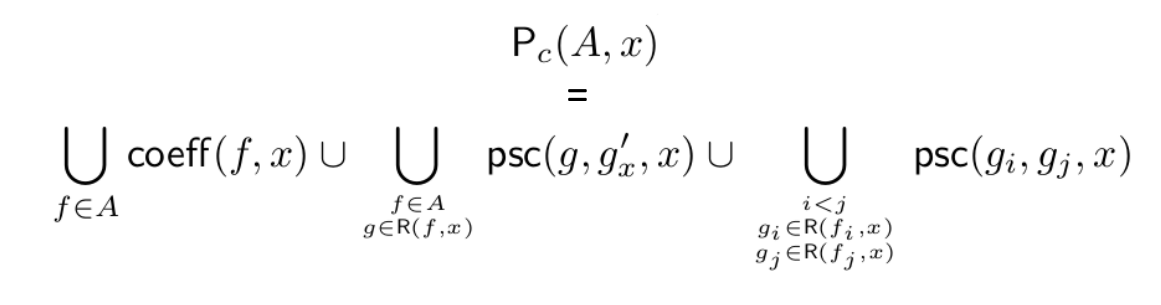 P_c(A, x)
=
⋃_{f∈A} coeff(f, x) ∪ ⋃_{f∈A g∈R(f,x)} psc(g, g′_x, x) ∪ ⋃_{i<j g_i∈R(f_i,x) g_j∈R(f_j,x)} psc(g_i, g_j, x)